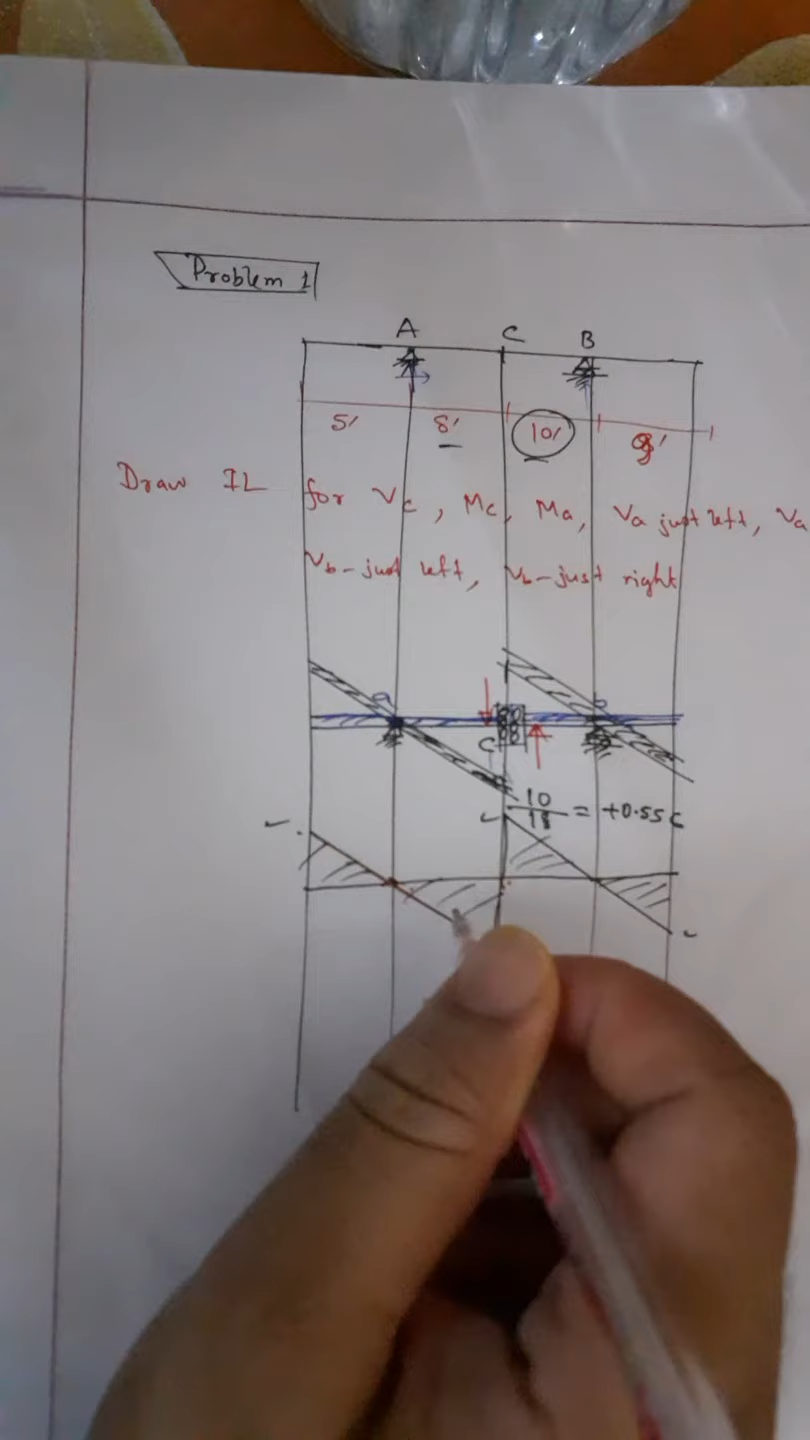 Problem 1
A C B
5' 8' 10'
Draw IL for Vc, Mc, Ma, Va just left, Va
Vb-just left, Vb-just right
a b
C
10/18 = +0.55